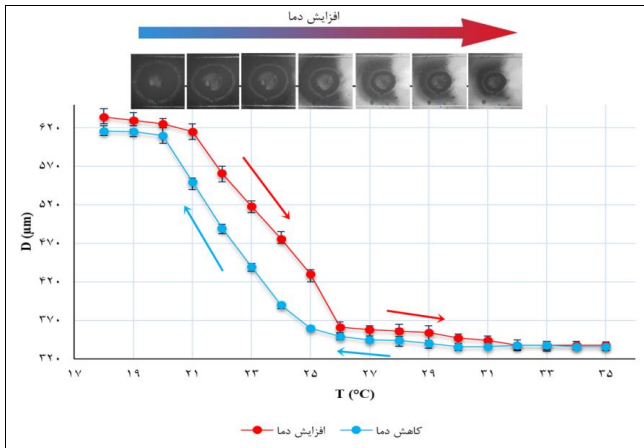 افزایش دما
۶۲۰
۵۷۰
۵۲۰
۴۷۰
۴۲۰
۳۷۰
۳۲۰
D (µm)
۱۷ ۱۹ ۲۱ ۲۳ ۲۵ ۲۷ ۲۹ ۳۱ ۳۳ ۳۵
T (°C)
افزایش دما کاهش دما